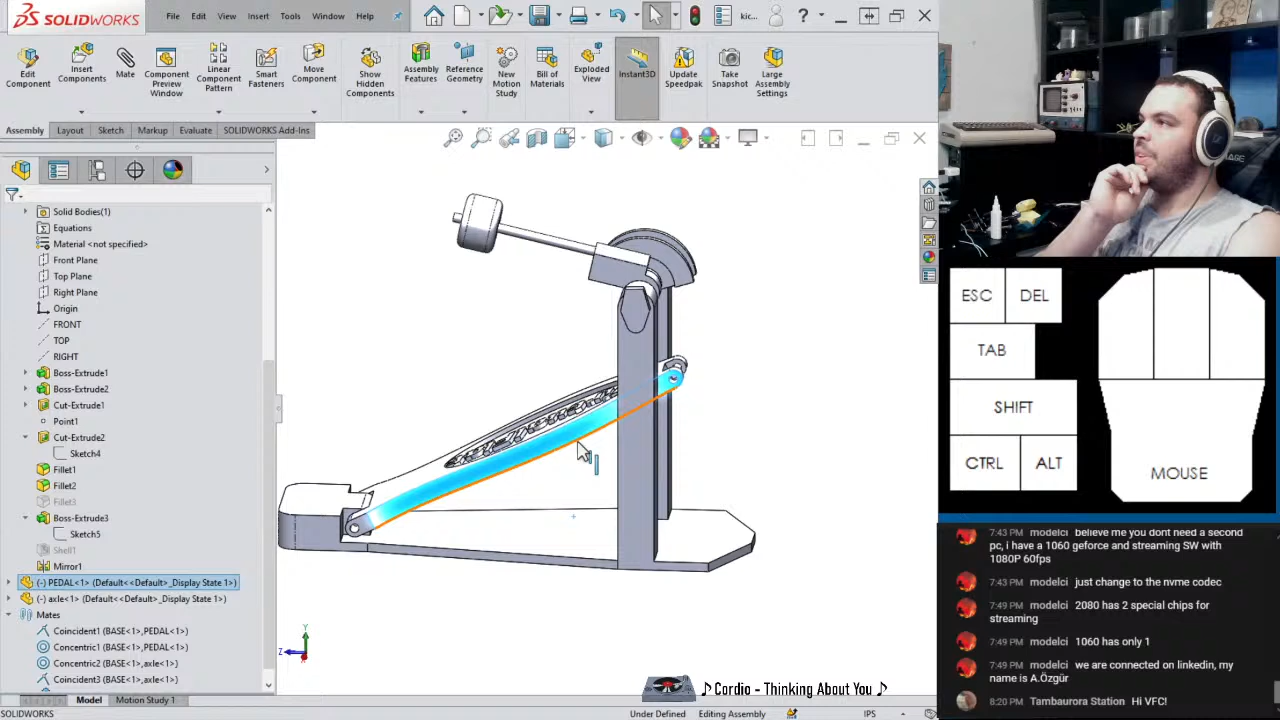 SOLIDWORKS
File Edit View Insert Tools Window Help
kic...
Edit Component
Insert Components
Mate
Component Preview Window
Linear Component Pattern
Smart Fasteners
Move Component
Show Hidden Components
Assembly Features
Reference Geometry
New Motion Study
Bill of Materials
Exploded View
Instant3D
Update Speedpak
Take Snapshot
Large Assembly Settings
Assembly Layout Sketch Markup Evaluate SOLIDWORKS Add-Ins
Solid Bodies(1)
Equations
Material <not specified>
Front Plane
Top Plane
Right Plane
Origin
FRONT
TOP
RIGHT
Boss-Extrude1
Boss-Extrude2
Cut-Extrude1
Point1
Cut-Extrude2
Sketch4
Fillet1
Fillet2
Fillet3
Boss-Extrude3
Sketch5
Shell1
Mirror1
(-) PEDAL<1> (Default<<Default>_Display State 1>)
(-) axle<1> (Default<<Default>_Display State 1>)
Mates
Coincident1 (BASE<1>,PEDAL<1>)
Concentric1 (BASE<1>,PEDAL<1>)
Concentric2 (BASE<1>,axle<1>)
Coincident3 (BASE<1>,axle<1>)
Y
Z
X
Model Motion Study 1
SOLIDWORKS
Under Defined Editing Assembly IPS
♪ Cordio - Thinking About You ♪
ESC DEL
TAB
SHIFT
CTRL ALT
MOUSE
7:43 PM modelci believe me you dont need a second
pc, i have a 1060 geforce and streaming SW with
1080P 60fps
7:43 PM modelci just change to the nvme codec
7:49 PM modelci 2080 has 2 special chips for
streaming
7:49 PM modelci 1060 has only 1
7:49 PM modelci we are connected on linkedin, my
name is A.Özgür
8:20 PM Tambaurora Station Hi VFC!